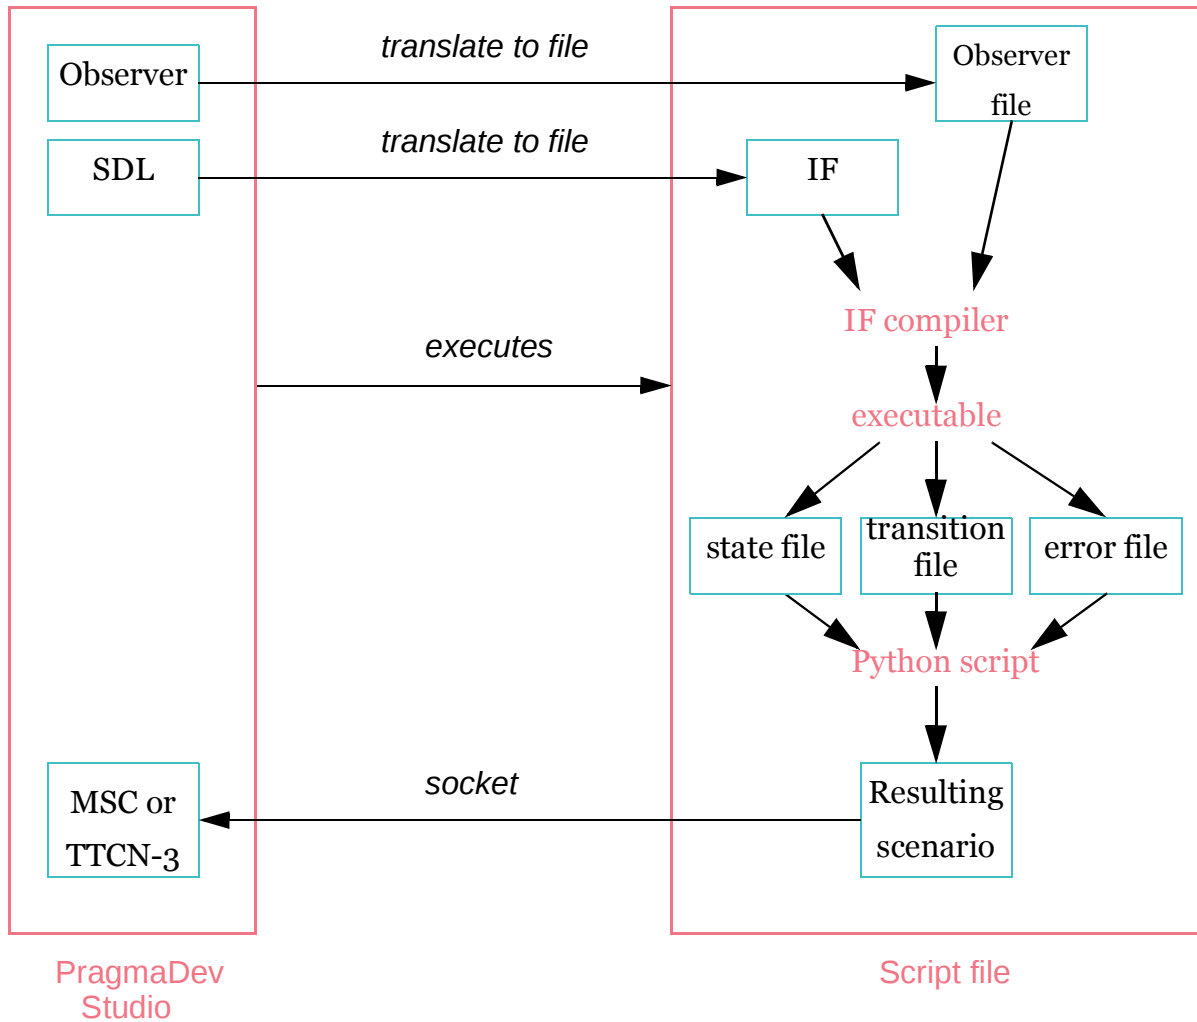 translate to file
Observer
Observer
file
translate to file
SDL
IF
IF compiler
executes
executable
state file
transition
file
error file
Python script
socket
MSC or
TTCN-3
Resulting
scenario
PragmaDev
Studio
Script file